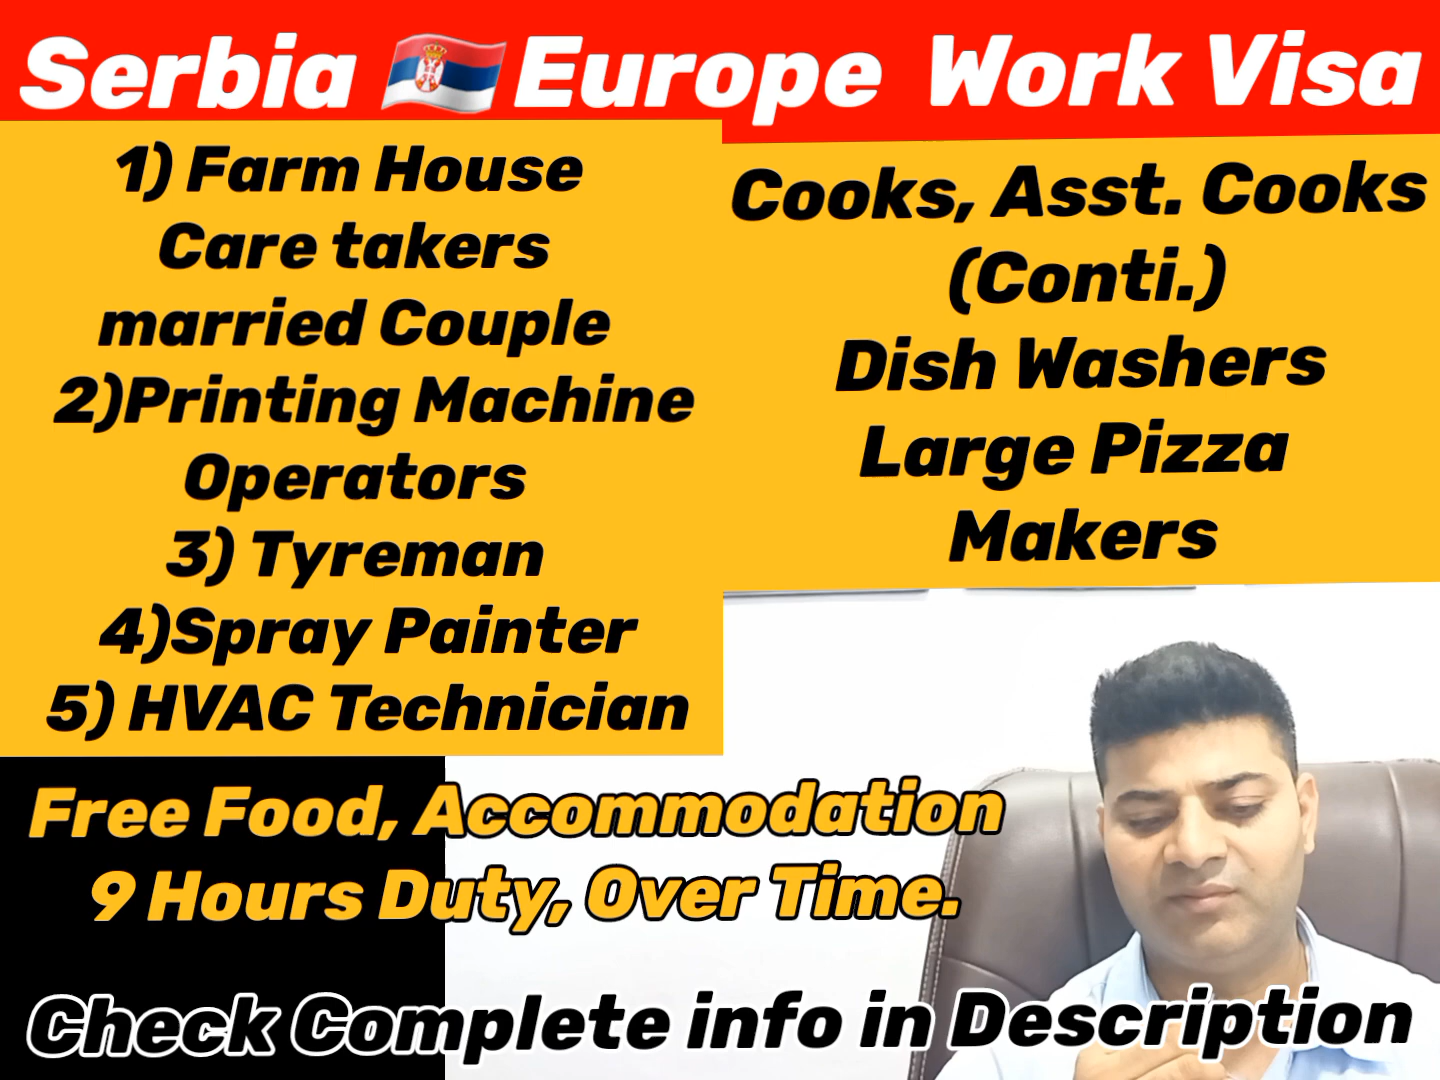 Serbia 🇷🇸Europe Work Visa
1) Farm House
Care takers
married Couple
2)Printing Machine
Operators
3) Tyreman
4)Spray Painter
5) HVAC Technician
Cooks, Asst. Cooks
(Conti.)
Dish Washers
Large Pizza
Makers
Free Food, Accommodation
9 Hours Duty, Over Time.
Check Complete info in Description